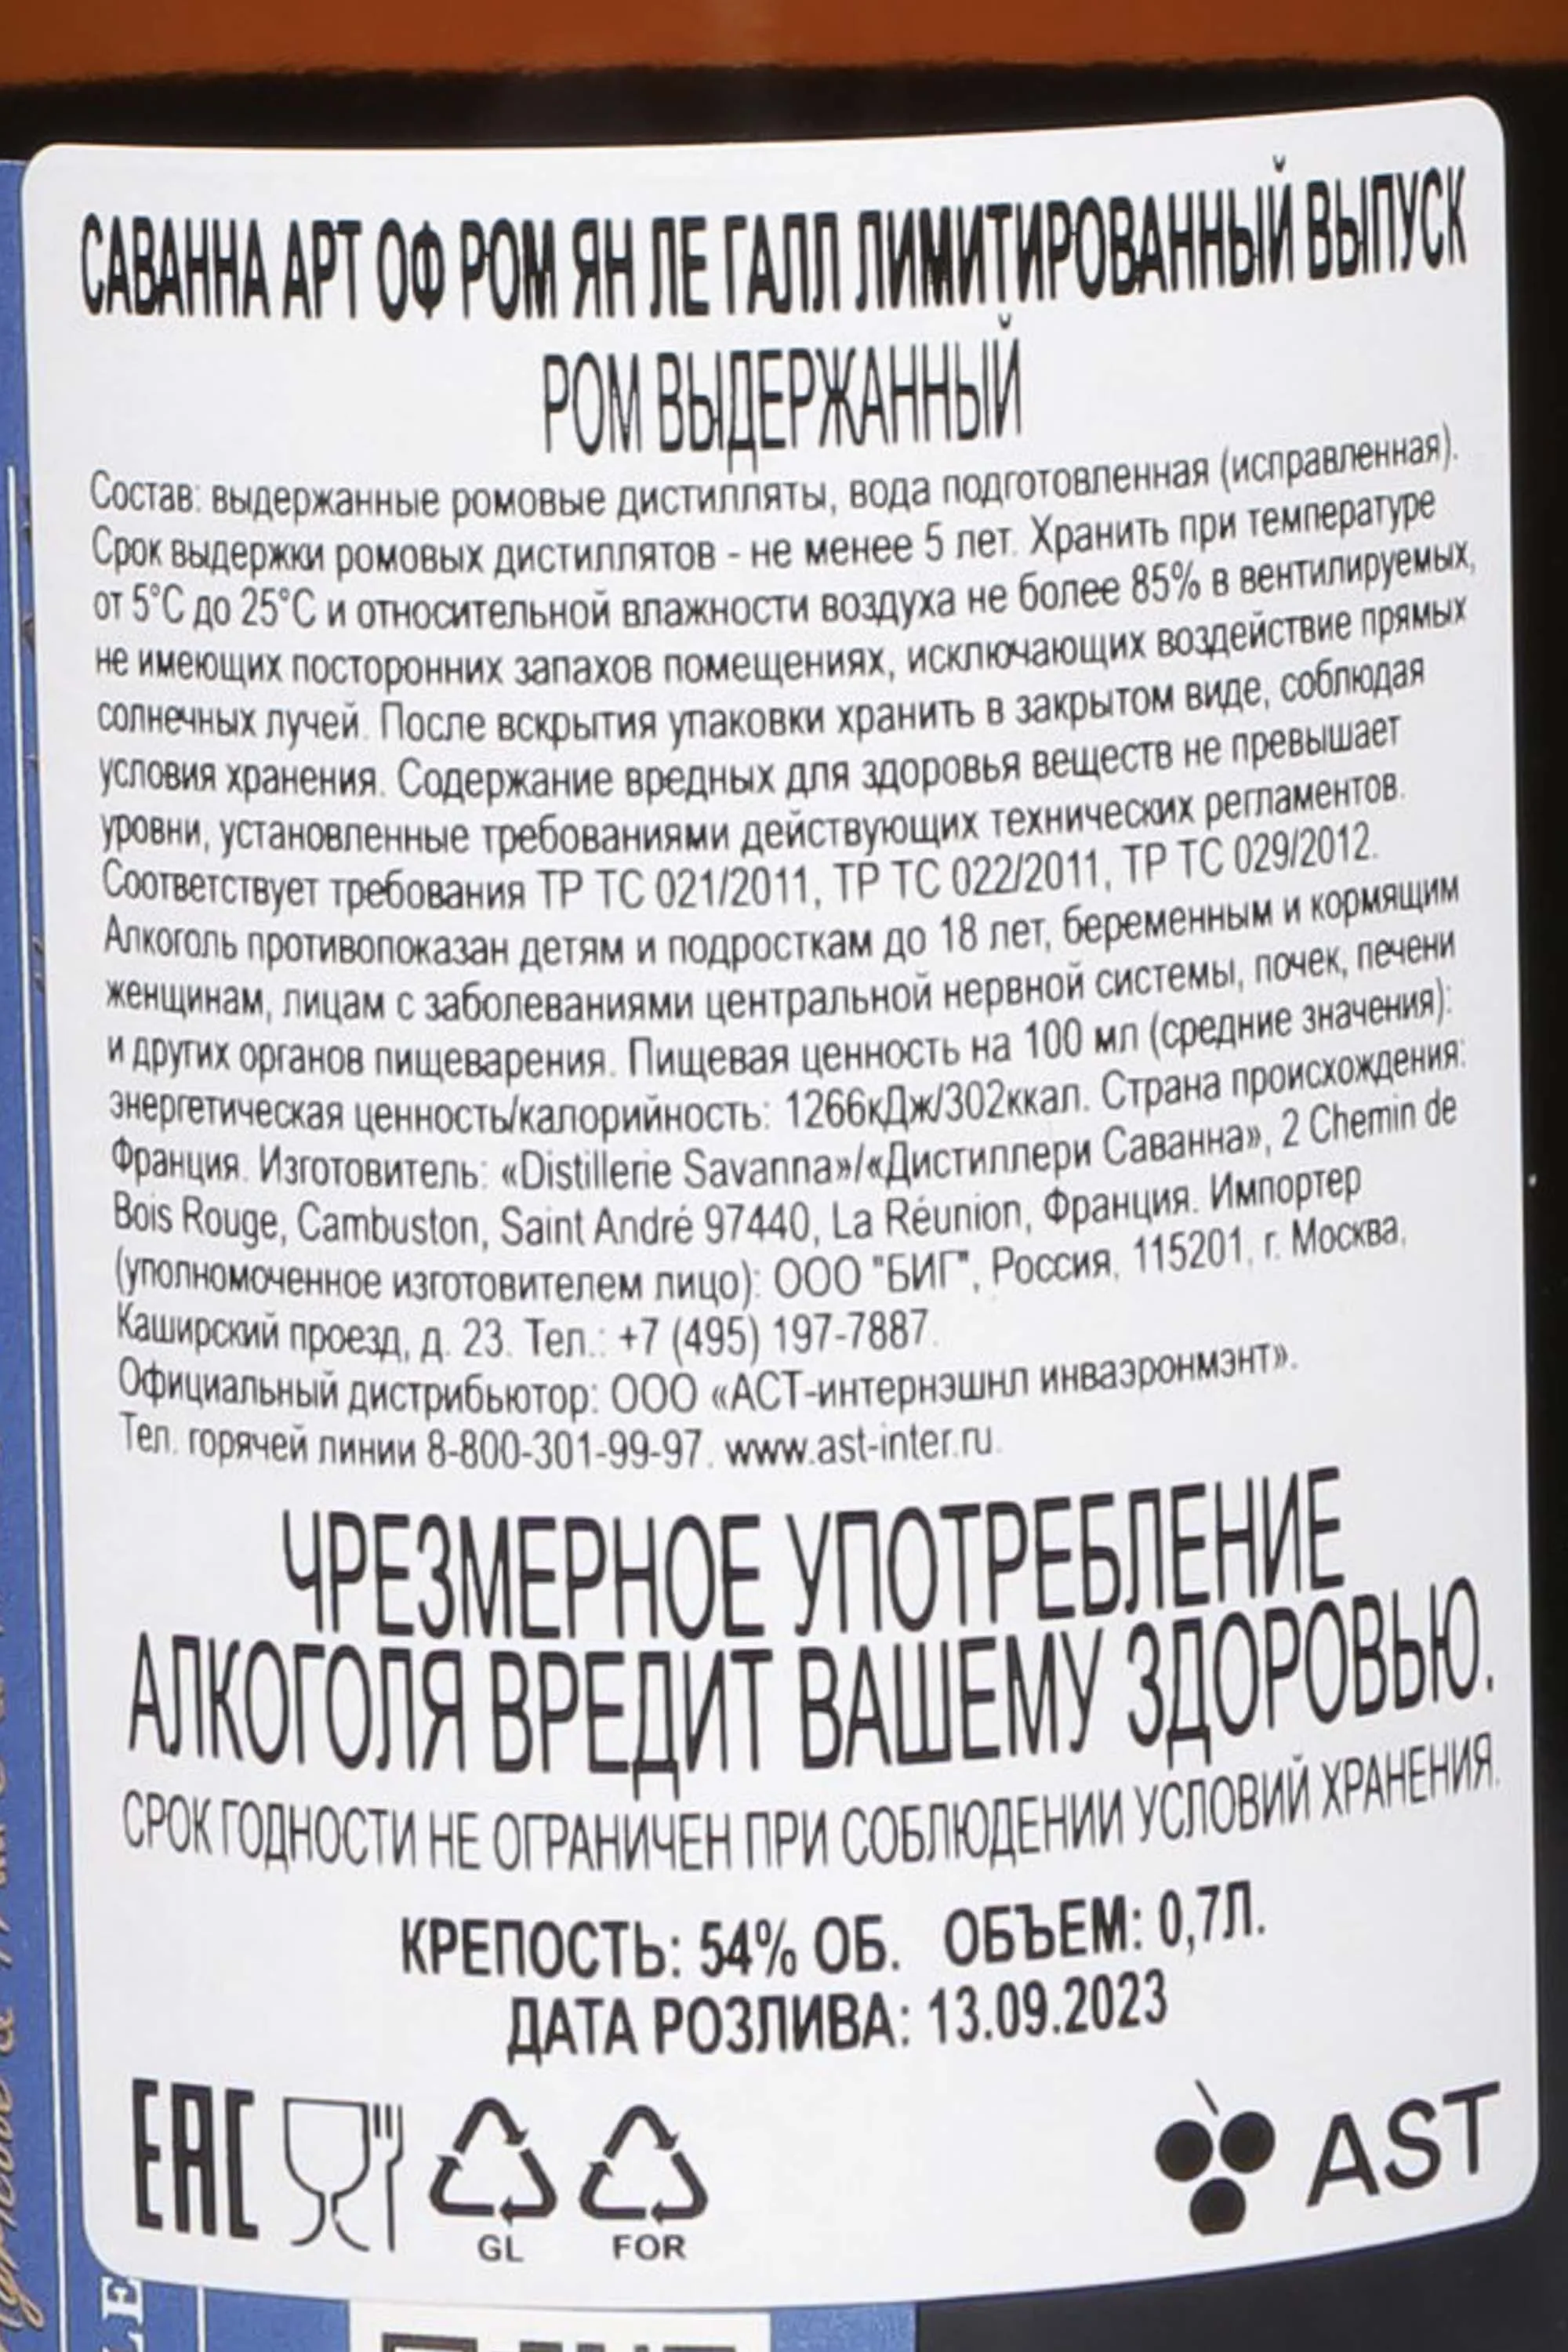 САВАННА АРТ ОФ РОМ ЯН ЛЕ ГАЛЛ ЛИМИТИРОВАННЫЙ ВЫПУСК
РОМ ВЫДЕРЖАННЫЙ
Состав: выдержанные ромовые дистилляты, вода подготовленная (исправленная).
Срок выдержки ромовых дистиллятов - не менее 5 лет. Хранить при температуре
от 5°С до 25°С и относительной влажности воздуха не более 85% в вентилируемых,
не имеющих посторонних запахов помещениях, исключающих воздействие прямых
солнечных лучей. После вскрытия упаковки хранить в закрытом виде, соблюдая
условия хранения. Содержание вредных для здоровья веществ не превышает
уровни, установленные требованиями действующих технических регламентов.
Соответствует требования ТР ТС 021/2011, ТР ТС 022/2011, ТР ТС 029/2012.
Алкоголь противопоказан детям и подросткам до 18 лет, беременным и кормящим
женщинам, лицам с заболеваниями центральной нервной системы, почек, печени
и других органов пищеварения. Пищевая ценность на 100 мл (средние значения):
энергетическая ценность/калорийность: 1266кДж/302ккал. Страна происхождения:
Франция. Изготовитель: «Distillerie Savanna»/«Дистиллери Саванна», 2 Chemin de
Bois Rouge, Cambuston, Saint André 97440, La Réunion, Франция. Импортер
(уполномоченное изготовителем лицо): ООО "БИГ", Россия, 115201, г. Москва,
Каширский проезд, д. 23. Тел.: +7 (495) 197-7887.
Официальный дистрибьютор: ООО «АСТ-интернэшнл инваэронмэнт».
Тел. горячей линии 8-800-301-99-97. www.ast-inter.ru.
ЧРЕЗМЕРНОЕ УПОТРЕБЛЕНИЕ
АЛКОГОЛЯ ВРЕДИТ ВАШЕМУ ЗДОРОВЬЮ.
СРОК ГОДНОСТИ НЕ ОГРАНИЧЕН ПРИ СОБЛЮДЕНИИ УСЛОВИЙ ХРАНЕНИЯ.
КРЕПОСТЬ: 54% ОБ. ОБЪЕМ: 0,7Л.
ДАТА РОЗЛИВА: 13.09.2023
EAC
GL FOR
AST